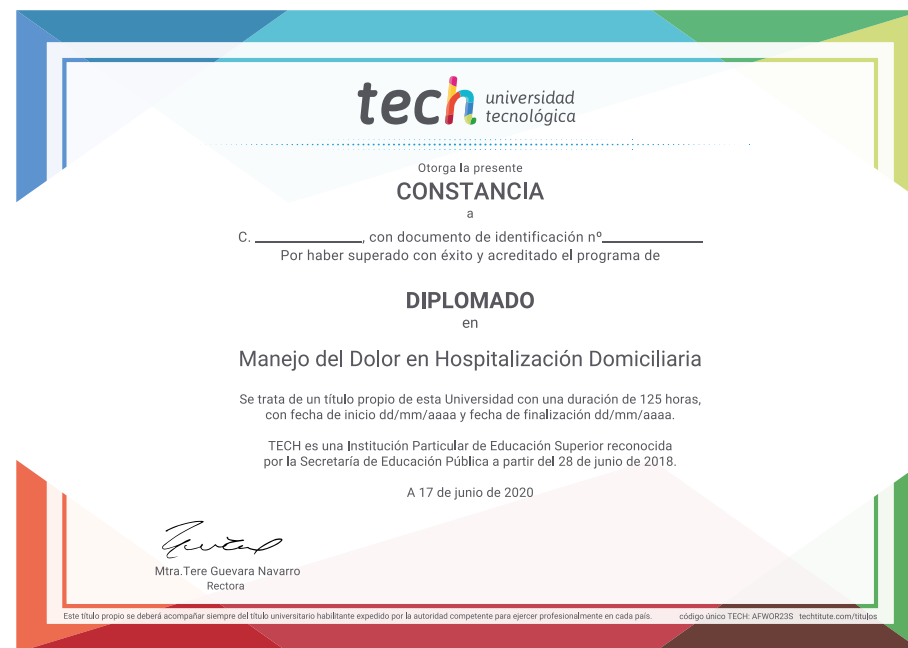 tech universidad
tecnológica
Otorga la presente
CONSTANCIA
a
C. ____________, con documento de identificación nº____________
Por haber superado con éxito y acreditado el programa de
DIPLOMADO
en
Manejo del Dolor en Hospitalización Domiciliaria
Se trata de un título propio de esta Universidad con una duración de 125 horas,
con fecha de inicio dd/mm/aaaa y fecha de finalización dd/mm/aaaa.
TECH es una Institución Particular de Educación Superior reconocida
por la Secretaría de Educación Pública a partir del 28 de junio de 2018.
A 17 de junio de 2020
Mtra.Tere Guevara Navarro
Rectora
Este título propio se deberá acompañar siempre del título universitario habilitante expedido por la autoridad competente para ejercer profesionalmente en cada país. código único TECH: AFWOR23S techtitute.com/titulos